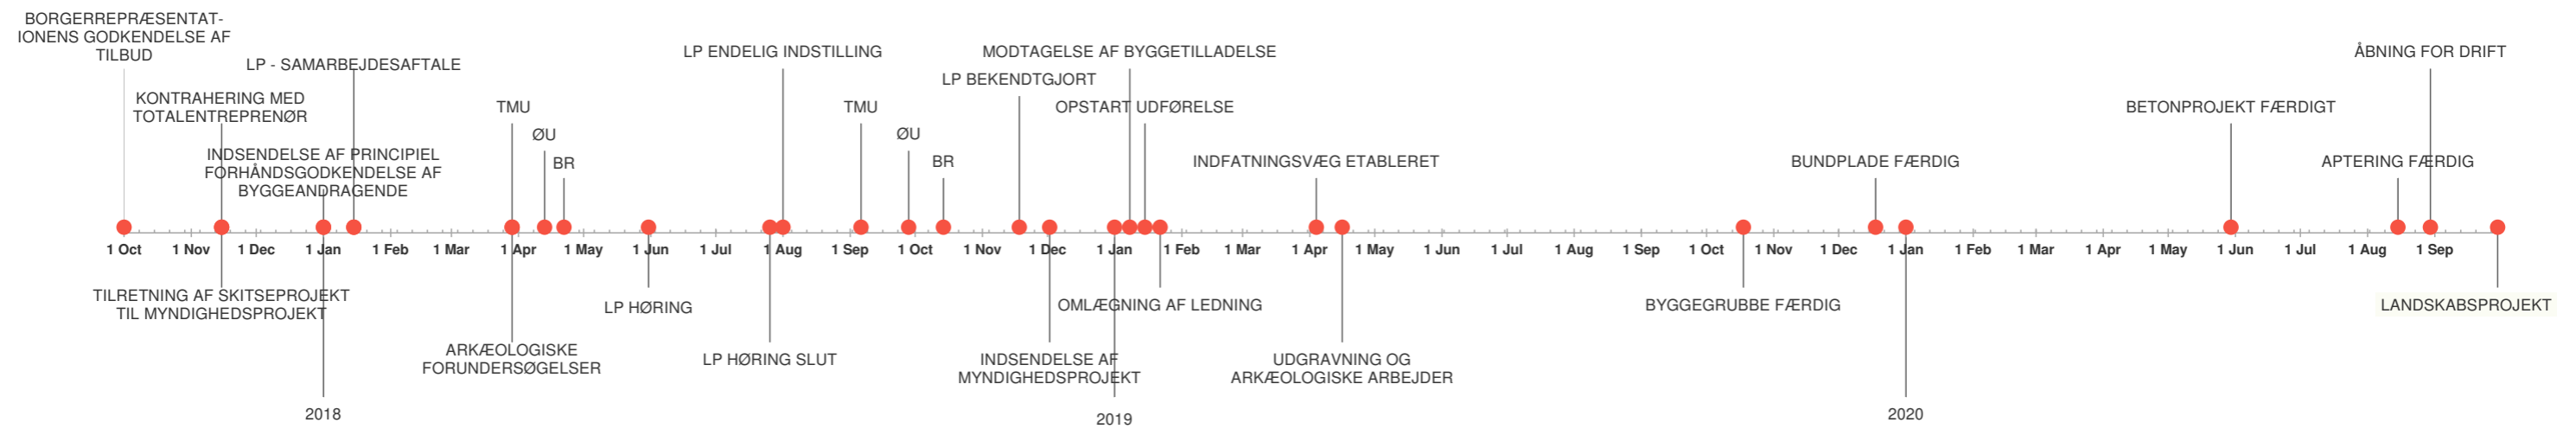 BORGERREPRÆSENTAT-
IONENS GODKENDELSE AF
TILBUD
LP - SAMARBEJDESAFTALE
KONTRAHERING MED
TOTALENTREPRENØR
INDSENDELSE AF PRINCIPIEL
FORHÅNDSGODKENDELSE AF
BYGGEANDRAGENDE
TMU
ØU
BR
LP ENDELIG INDSTILLING
TMU
ØU
BR
MODTAGELSE AF BYGGETILLADELSE
LP BEKENDTGJORT
OPSTART UDFØRELSE
INDFATNINGSVÆG ETABLERET
BUNDPLADE FÆRDIG
BETONPROJEKT FÆRDIGT
ÅBNING FOR DRIFT
APTERING FÆRDIG
1 Oct 1 Nov 1 Dec 1 Jan 1 Feb 1 Mar 1 Apr 1 May 1 Jun 1 Jul 1 Aug 1 Sep 1 Oct 1 Nov 1 Dec 1 Jan 1 Feb 1 Mar 1 Apr 1 May 1 Jun 1 Jul 1 Aug 1 Sep 1 Oct 1 Nov 1 Dec 1 Jan 1 Feb 1 Mar 1 Apr 1 May 1 Jun 1 Jul 1 Aug 1 Sep
TILRETNING AF SKITSEPROJEKT
TIL MYNDIGHEDSPROJEKT
2018
ARKÆOLOGISKE
FORUNDERSØGELSER
LP HØRING
LP HØRING SLUT
INDSENDELSE AF
MYNDIGHEDSPROJEKT
OMLÆGNING AF LEDNING
2019
UDGRAVNING OG
ARKÆOLOGISKE ARBEJDER
BYGGEGRUBBE FÆRDIG
2020
LANDSKABSPROJEKT